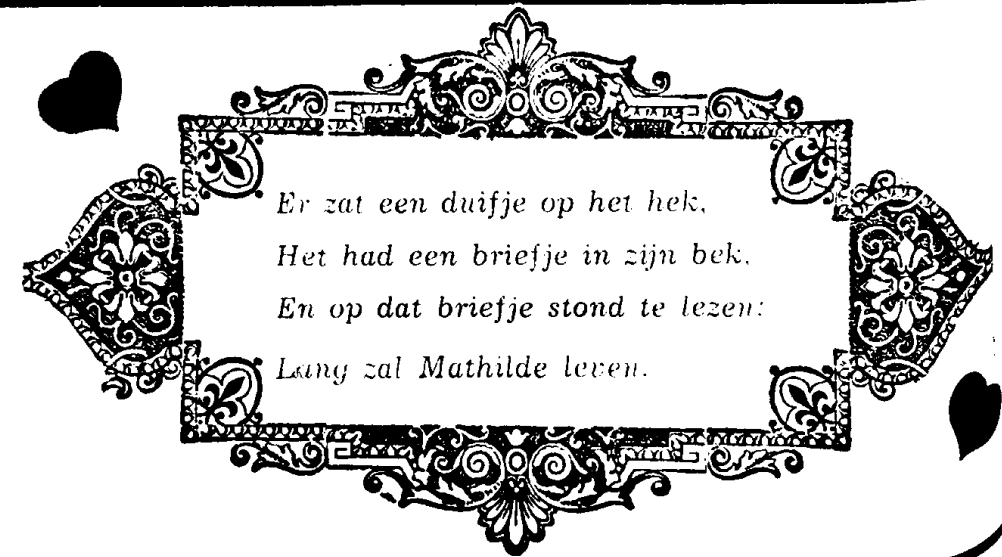 Er zat een duifje op het hek,
Het had een briefje in zijn bek,
En op dat briefje stond te lezen:
Lang zal Mathilde leven.